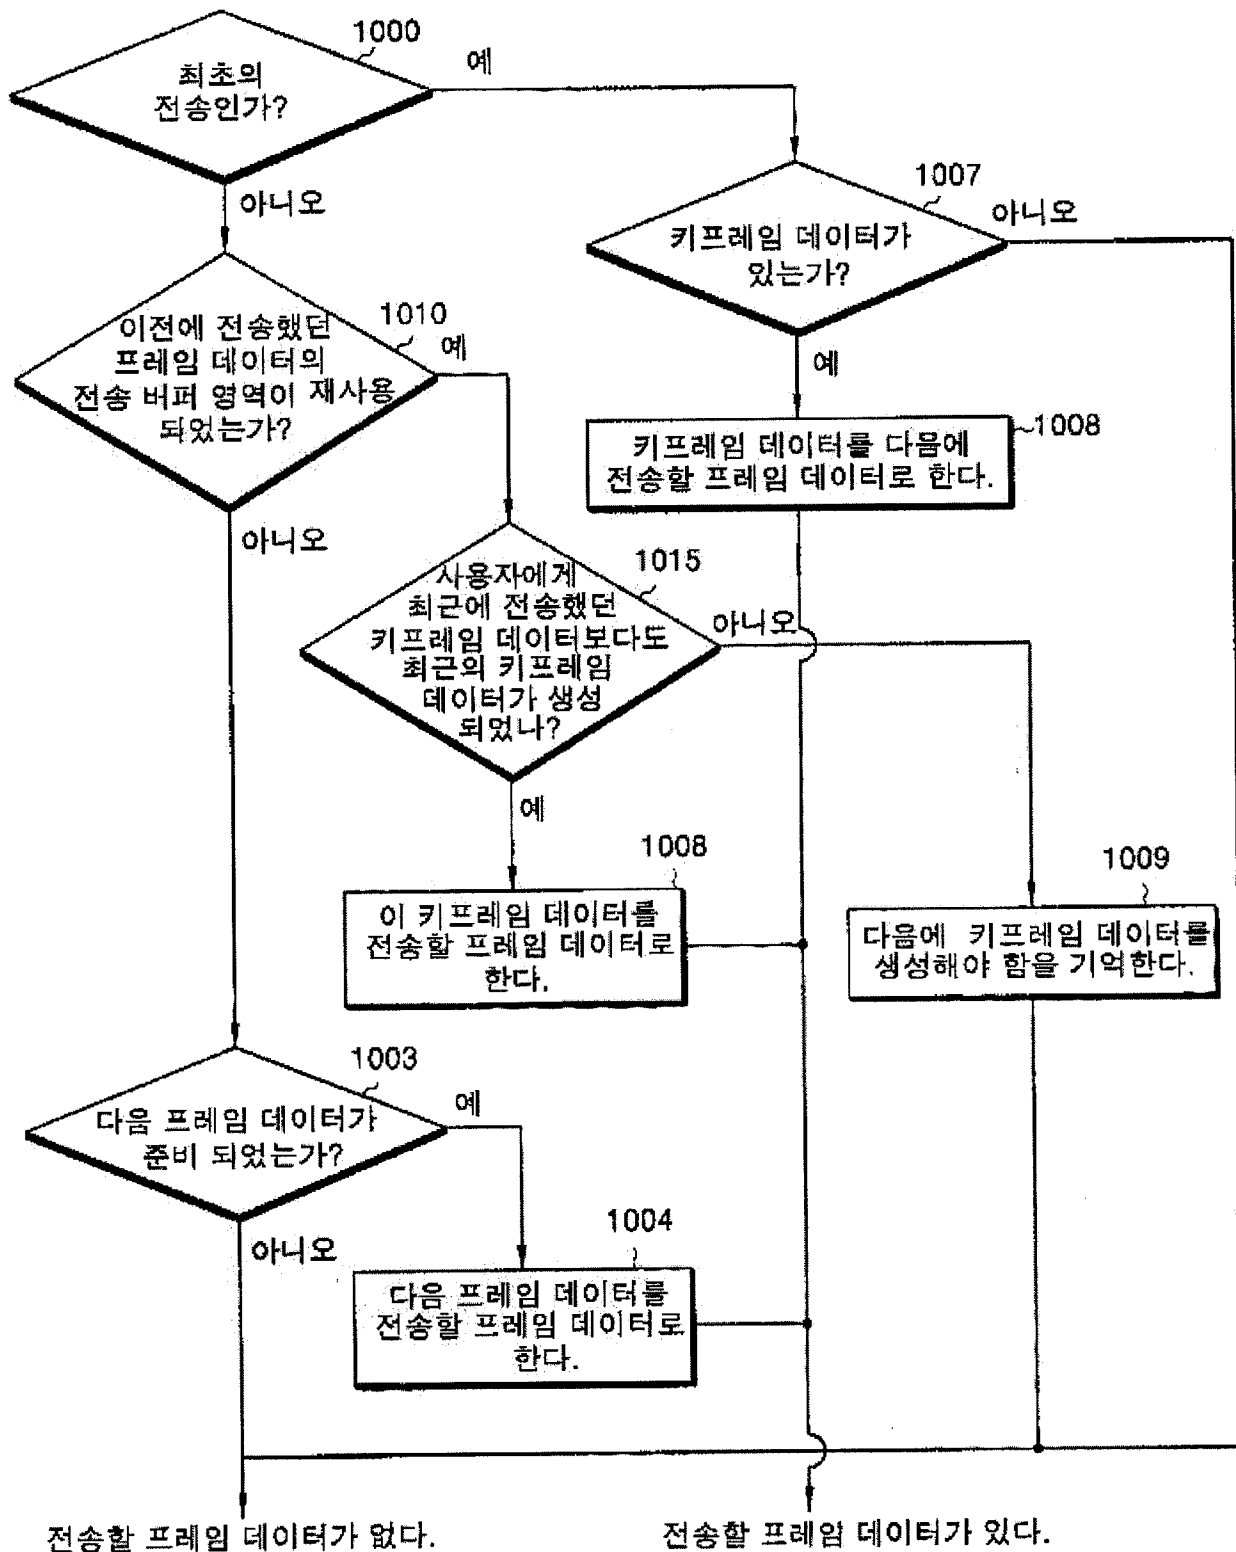 1000
최초의
전송인가?
예
아니오
1007
키프레임 데이터가
있는가?
아니오
예
1010
이전에 전송했던
프레임 데이터의
전송 버퍼 영역이 재사용
되었는가?
예
아니오
1008
키프레임 데이터를 다음에
전송할 프레임 데이터로 한다.
1015
사용자에게
최근에 전송했던
키프레임 데이터보다도
최근의 키프레임
데이터가 생성
되었나?
아니오
예
1008
이 키프레임 데이터를
전송할 프레임 데이터로
한다.
1009
다음에 키프레임 데이터를
생성해야 함을 기억한다.
1003
다음 프레임 데이터가
준비 되었는가?
예
아니오
1004
다음 프레임 데이터를
전송할 프레임 데이터로
한다.
전송할 프레임 데이터가 없다.
전송할 프레임 데이터가 있다.